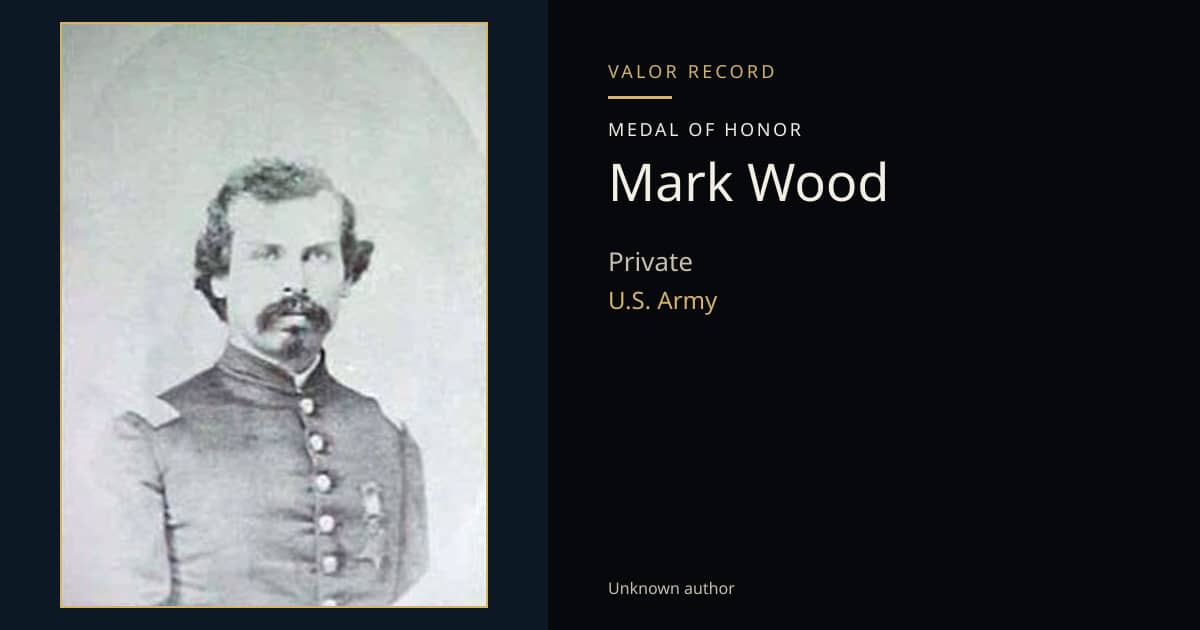 VALOR RECORD
MEDAL OF HONOR
Mark Wood
Private
U.S. Army
Unknown author